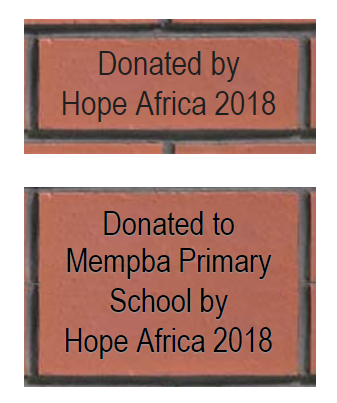 Donated by
Hope Africa 2018
Donated to
Mempba Primary
School by
Hope Africa 2018